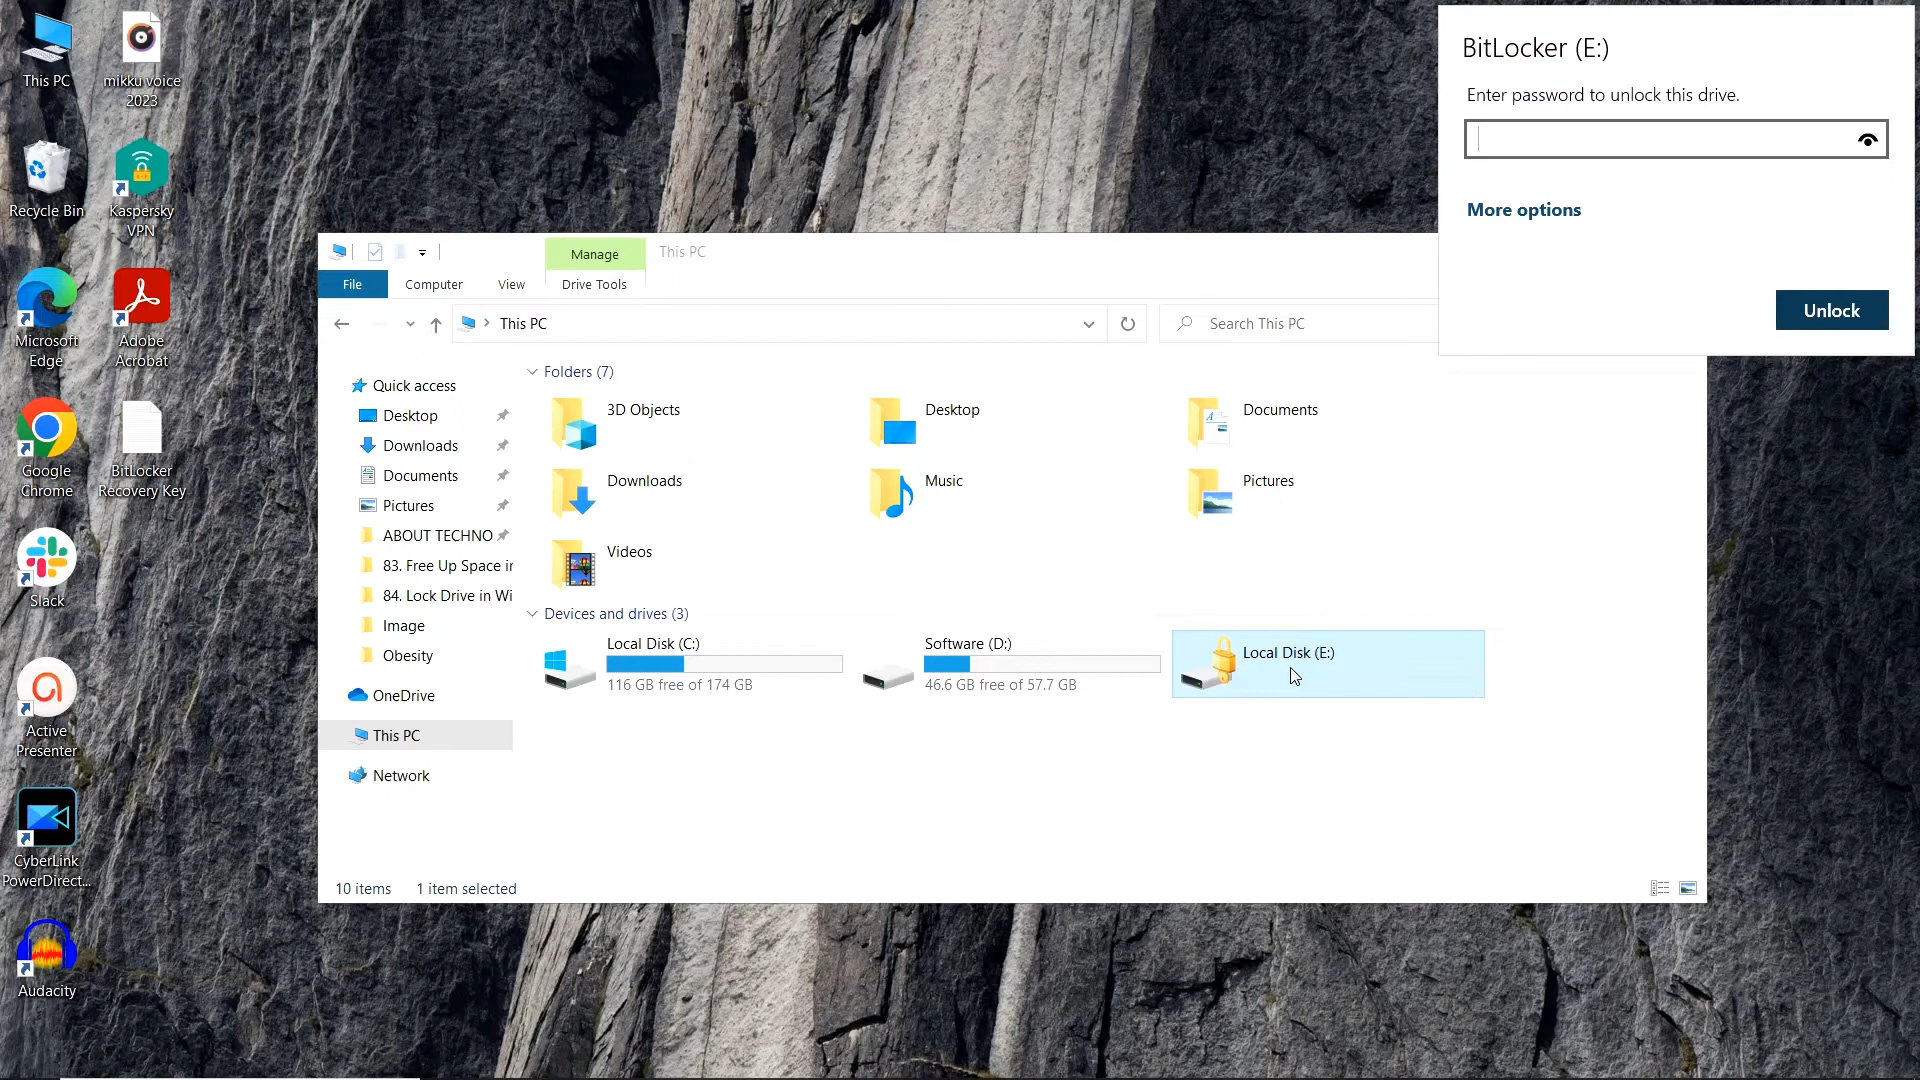 This PC
mikku voice
2023
Recycle Bin
Kaspersky
VPN
Microsoft
Edge
Adobe
Acrobat
Google
Chrome
BitLocker
Recovery Key
Slack
Active
Presenter
CyberLink
PowerDirect...
Audacity
Manage
This PC
File
Computer
View
Drive Tools
This PC
Search This PC
Quick access
Desktop
Downloads
Documents
Pictures
ABOUT TECHNO
83. Free Up Space in
84. Lock Drive in Wi
Image
Obesity
OneDrive
This PC
Network
Folders (7)
3D Objects
Desktop
Documents
Downloads
Music
Pictures
Videos
Devices and drives (3)
Local Disk (C:)
116 GB free of 174 GB
Software (D:)
46.6 GB free of 57.7 GB
Local Disk (E:)
10 items
1 item selected
BitLocker (E:)
Enter password to unlock this drive.
More options
Unlock